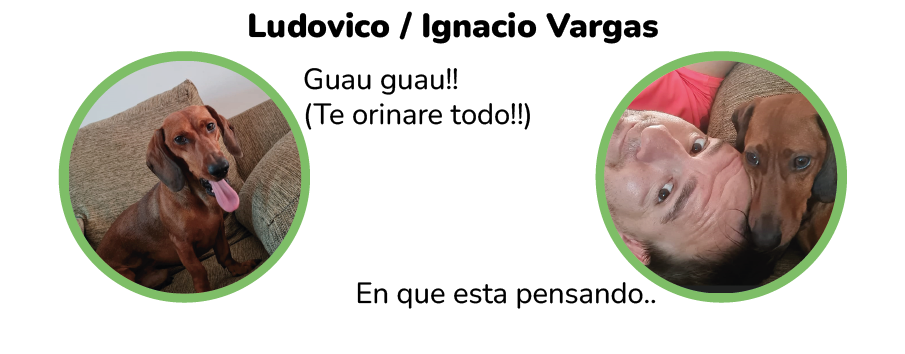 Ludovico / Ignacio Vargas
Guau guau!!
(Te orinare todo!!)
En que esta pensando..